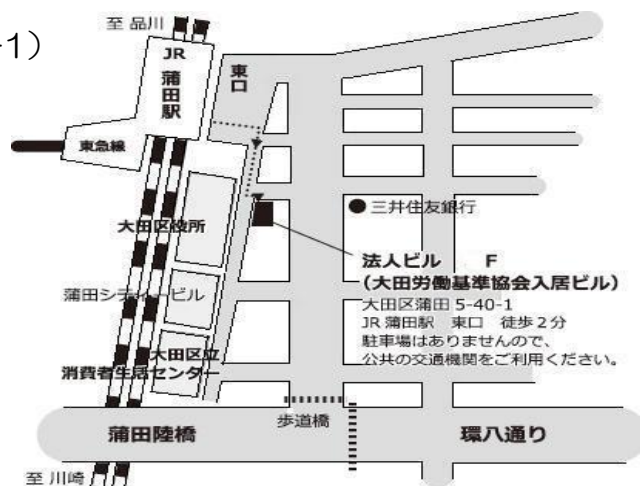 至 品川
-1）
JR
蒲田駅
東口
東急線
三井住友銀行
大田区役所
法人ビル　　F
（大田労働基準協会入居ビル）
蒲田シティービル
大田区蒲田 5-40-1
JR 蒲田駅　東口　徒歩 2 分
駐車場はありませんので、
公共の交通機関をご利用ください。
大田区立
消費者生活センター
歩道橋
蒲田陸橋
環八通り
至 川崎